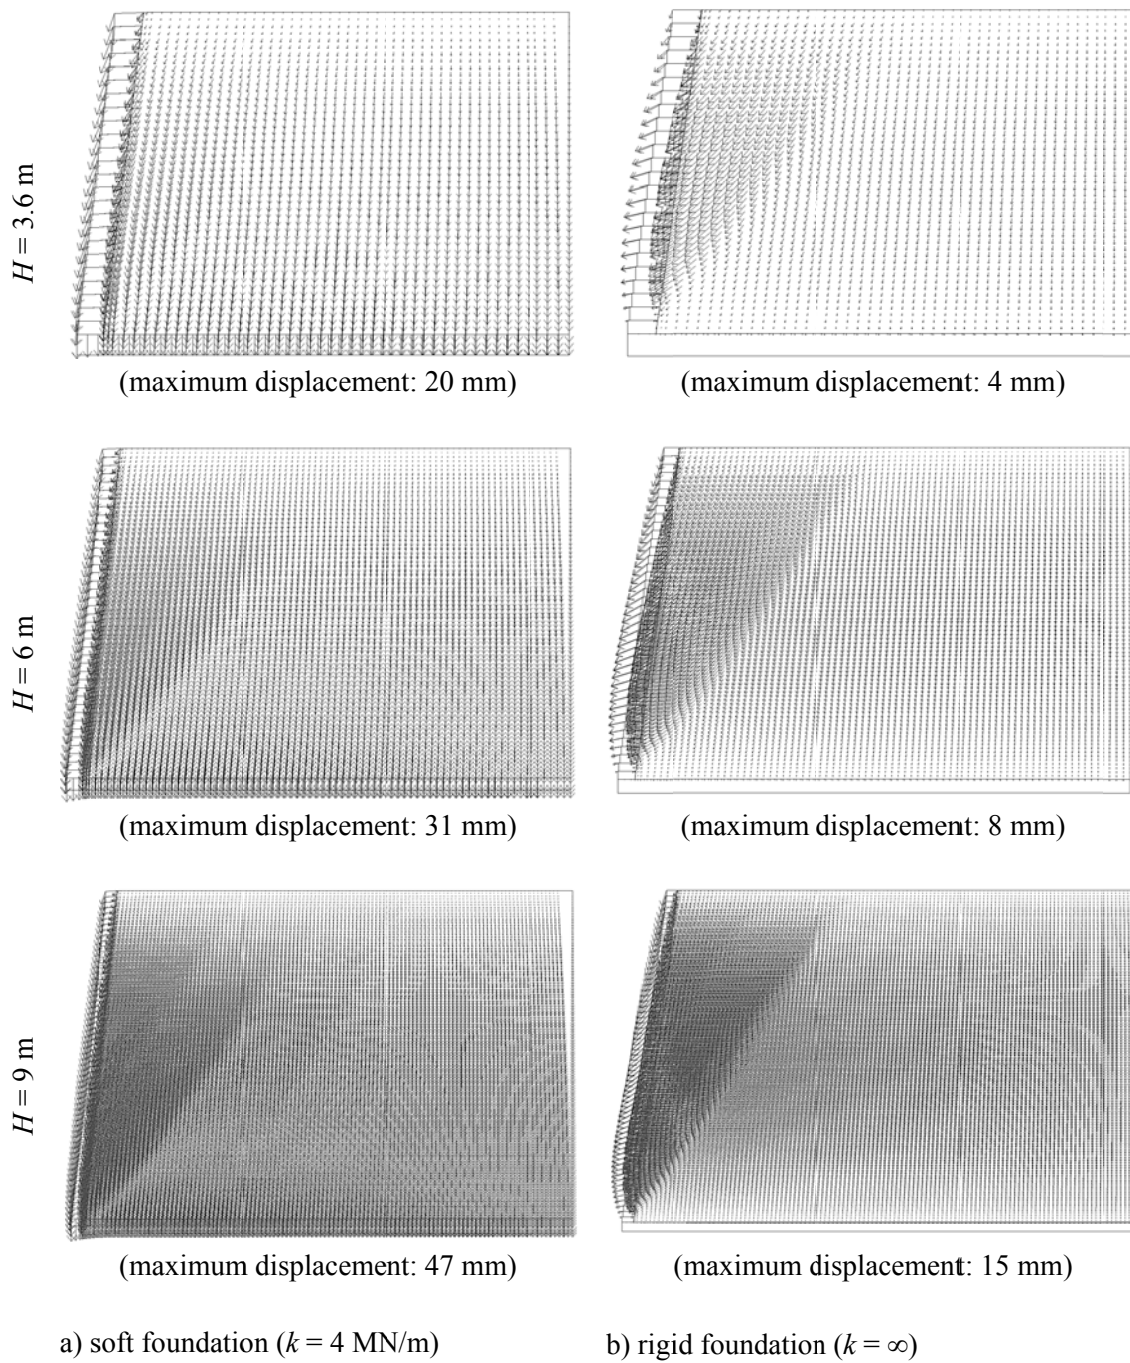 H = 3.6 m
(maximum displacement: 20 mm)
(maximum displacement: 4 mm)
H = 6 m
(maximum displacement: 31 mm)
(maximum displacement: 8 mm)
H = 9 m
(maximum displacement: 47 mm)
(maximum displacement: 15 mm)
a) soft foundation (k = 4 MN/m)
b) rigid foundation (k = ∞)